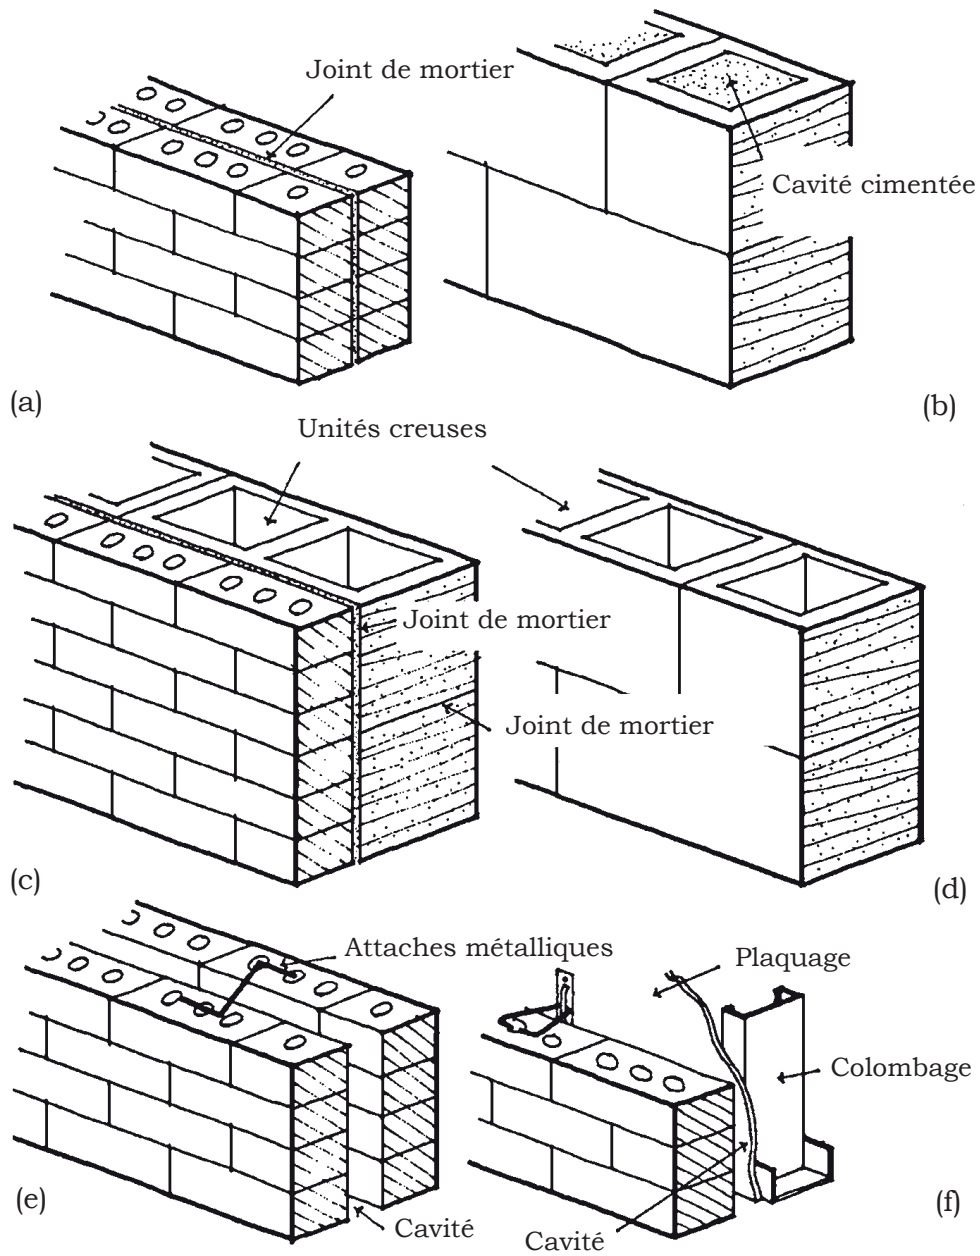 Joint de mortier
Cavité cimentée
(a)
(b)
Unités creuses
Joint de mortier
Joint de mortier
(c)
(d)
Attaches métalliques
Plaquage
Colombage
(e)
Cavité
Cavité
(f)